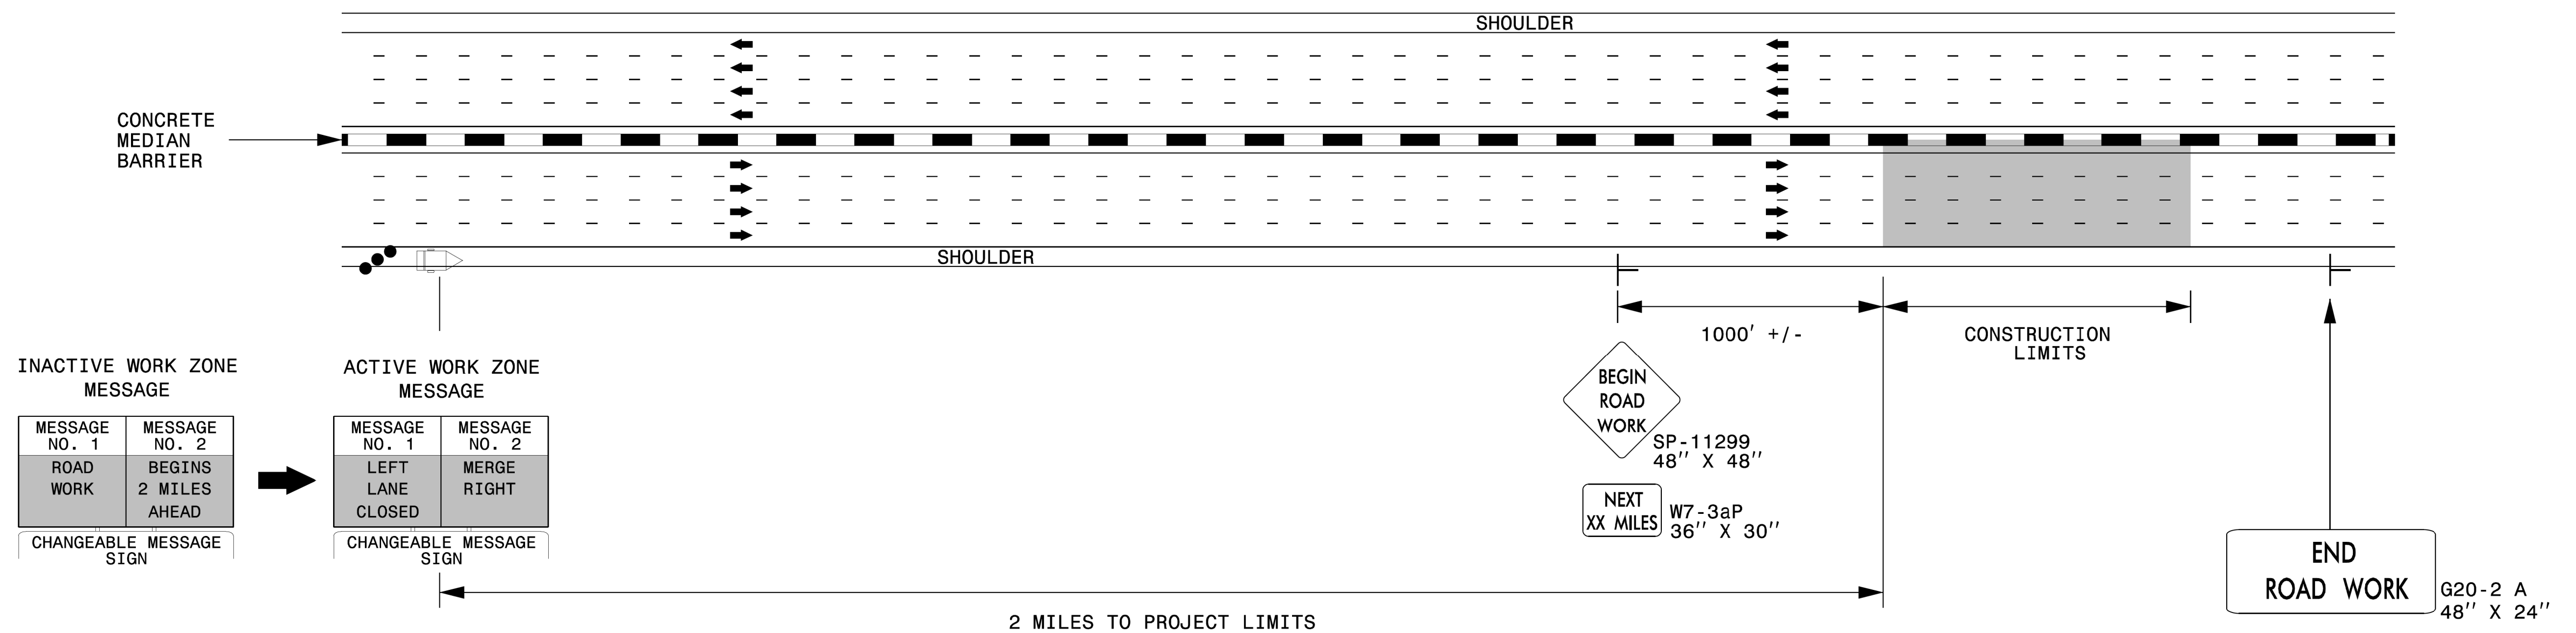 SHOULDER
CONCRETE
MEDIAN
BARRIER
SHOULDER
1000' +/-
CONSTRUCTION
LIMITS
INACTIVE WORK ZONE
MESSAGE
MESSAGE
NO. 1
MESSAGE
NO. 2
ROAD
WORK
BEGINS
2 MILES
AHEAD
CHANGEABLE MESSAGE
SIGN
ACTIVE WORK ZONE
MESSAGE
MESSAGE
NO. 1
MESSAGE
NO. 2
LEFT
LANE
CLOSED
MERGE
RIGHT
CHANGEABLE MESSAGE
SIGN
BEGIN
ROAD
WORK
SP-11299
48'' X 48''
NEXT
XX MILES
W7-3aP
36'' X 30''
END
ROAD WORK
G20-2 A
48'' X 24''
2 MILES TO PROJECT LIMITS